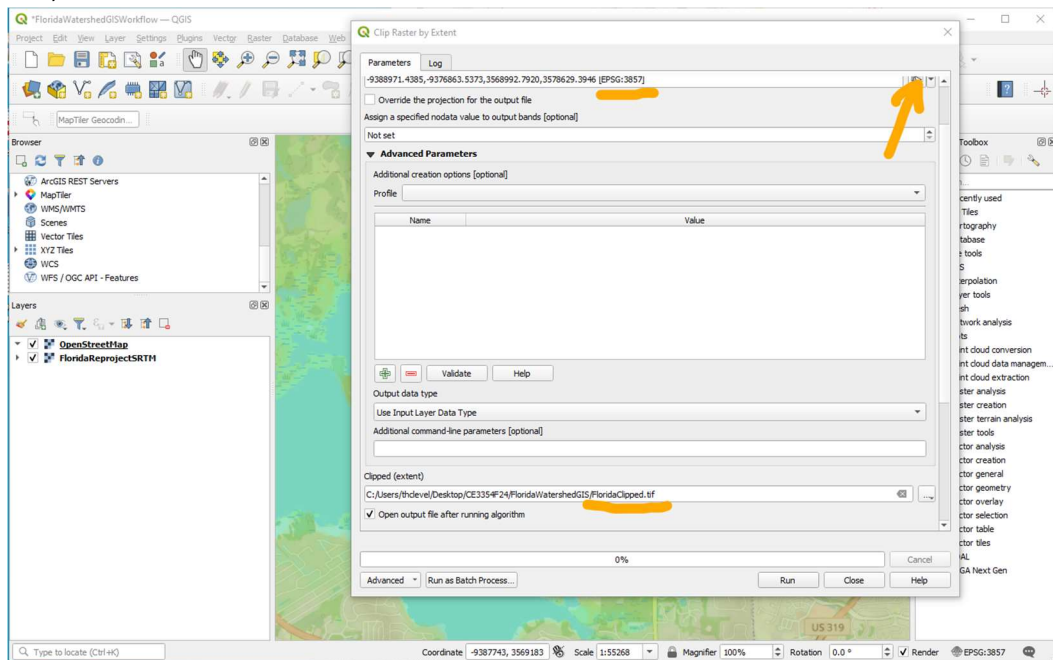 *FloridaWatershedGISWorkflow — QGIS
Project Edit View Layer Settings Plugins Vector Raster Database Web
MapTiler Geocodin...
Browser
ArcGIS REST Servers
MapTiler
WMS/WMTS
Scenes
Vector Tiles
XYZ Tiles
WCS
WFS / OGC API - Features
Layers
OpenStreetMap
FloridaReprojectSRTM
Clip Raster by Extent
Parameters Log
-9388971.4385,-9376863.5373,3568992.7920,3578629.3946 [EPSG:3857]
Override the projection for the output file
Assign a specified nodata value to output bands [optional]
Not set
Advanced Parameters
Additional creation options [optional]
Profile
Name Value
Validate Help
Output data type
Use Input Layer Data Type
Additional command-line parameters [optional]
Clipped (extent)
C:/Users/thclevel/Desktop/CE3354F24/FloridaWatershedGIS/FloridaClipped.tif
Open output file after running algorithm
0% Cancel
Advanced Run as Batch Process... Run Close Help
Toolbox
cently used
Tiles
rtography
tabase
e tools
S
erpolation
yer tools
sh
twork analysis
ts
nt cloud conversion
nt cloud data managem...
nt cloud extraction
ster analysis
ster creation
ster terrain analysis
ster tools
ctor analysis
ctor creation
ctor general
ctor geometry
ctor overlay
ctor selection
ctor table
ctor tiles
AL
GA Next Gen
US 319
Type to locate (Ctrl+K) Coordinate -9387743, 3569183 Scale 1:55268 Magnifier 100% Rotation 0.0 ° Render EPSG:3857